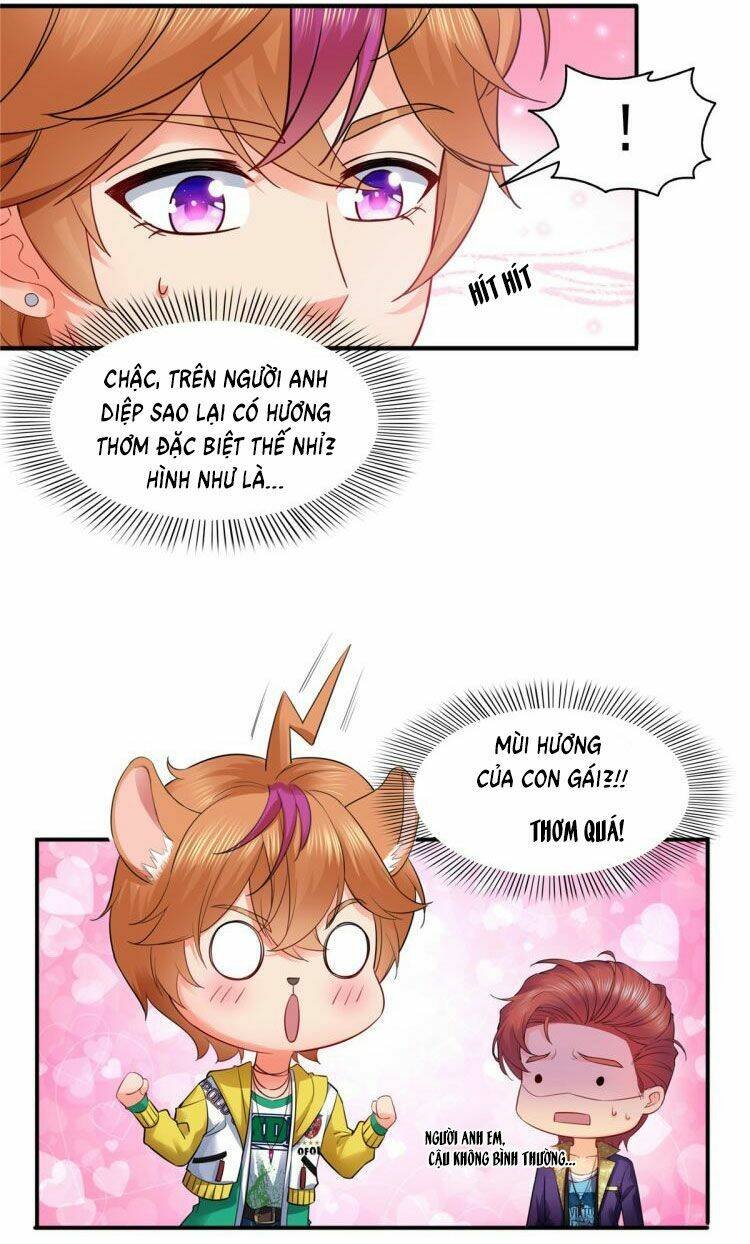 !
HÍT HÍT
CHẬC, TRÊN NGƯỜI ANH
DIỆP SAO LẠI CÓ HƯƠNG
THƠM ĐẶC BIỆT THẾ NHỈ?
HÌNH NHƯ LÀ...
MÙI HƯƠNG
CỦA CON GÁI?!!
THƠM QUÁ!
NGƯỜI ANH EM,
CẬU KHÔNG BÌNH THƯỜNG...